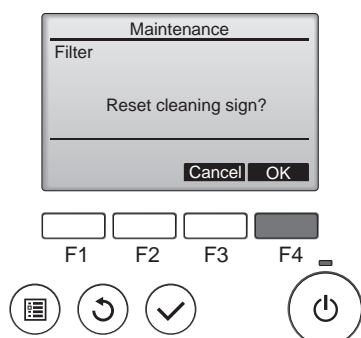 Maintenance
Filter
Reset cleaning sign?
Cancel OK
F1 F2 F3 F4